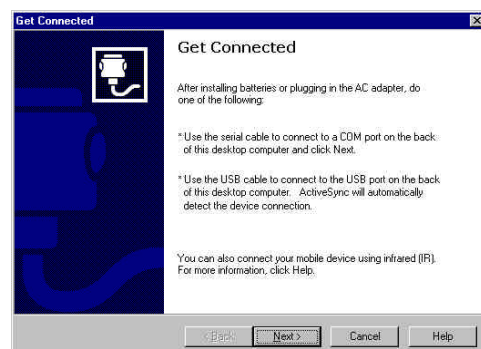 Get Connected
Get Connected
After installing batteries or plugging in the AC adapter, do
one of the following:
* Use the serial cable to connect to a COM port on the back
of this desktop computer and click Next.
* Use the USB cable to connect to the USB port on the back
of this desktop computer. ActiveSync will automatically
detect the device connection.
You can also connect your mobile device using infrared (IR).
For more information, click Help.
< Back Next > Cancel Help